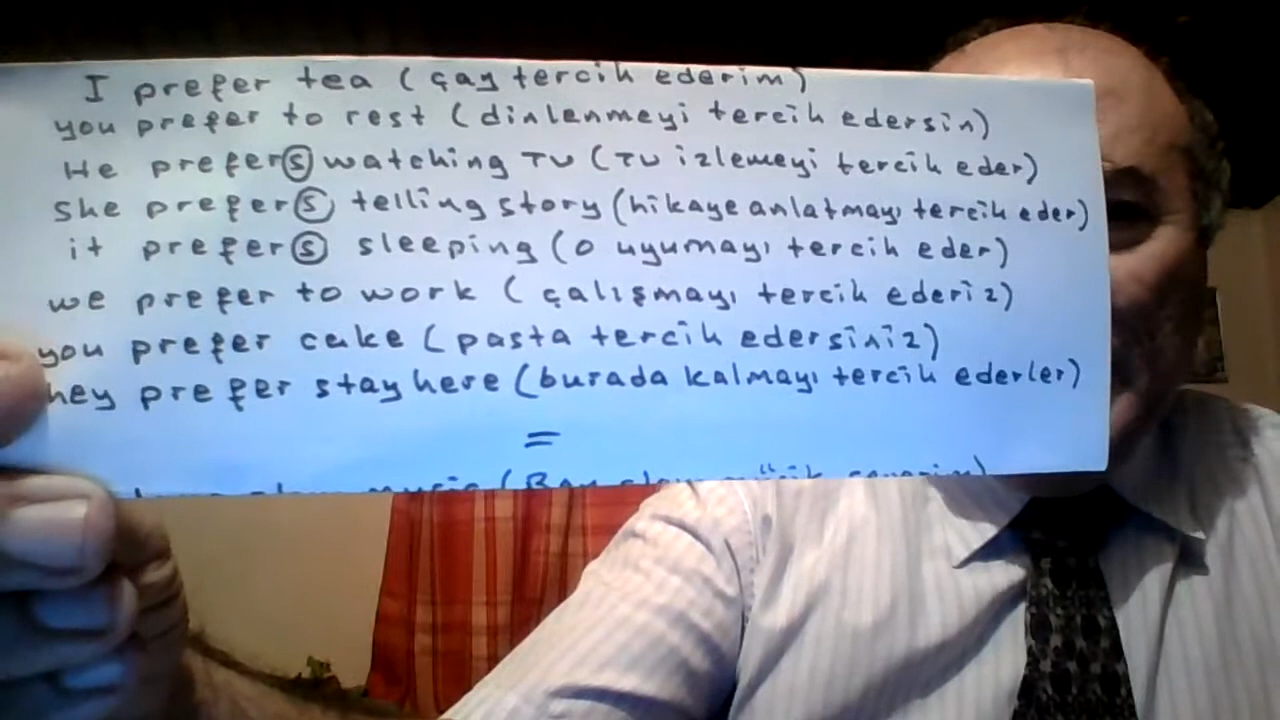 I prefer tea (çay tercih ederim)
you prefer to rest (dinlenmeyi tercih edersin)
He prefers watching TV (TV izlemeyi tercih eder)
She prefers telling story (hikaye anlatmayı tercih eder)
it prefers sleeping (o uyumayı tercih eder)
we prefer to work (çalışmayı tercih ederiz)
you prefer cake (pasta tercih edersiniz)
hey prefer stay here (burada kalmayı tercih ederler)
=
music (Ben